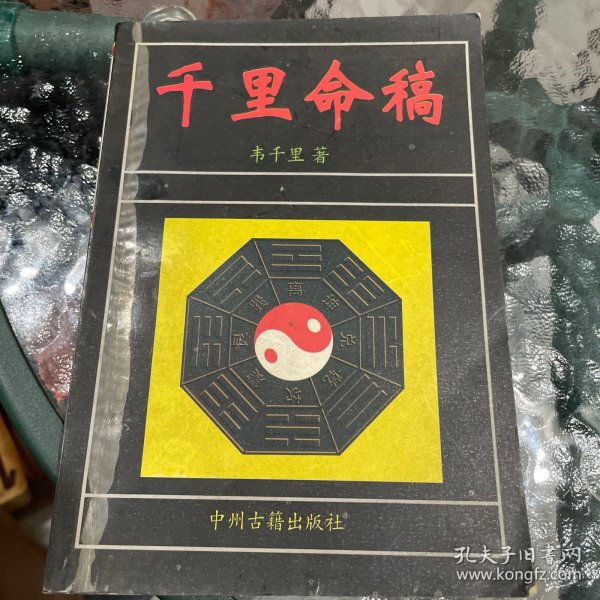 千里命稿
韦千里 著
中州古籍出版社
孔夫子旧书网
www.kongfz.com